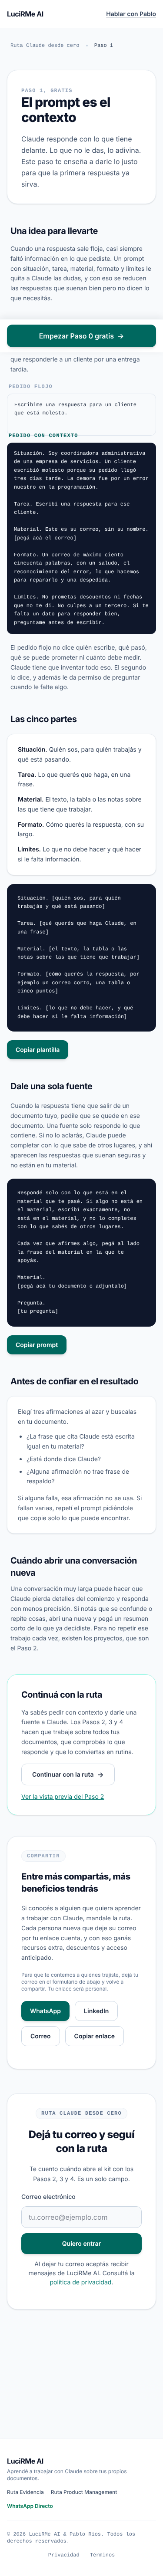 LuciRMe AI
Hablar con Pablo
Ruta Claude desde cero
Paso 1
PASO 1, GRATIS
El prompt es el
contexto
Claude responde con lo que tiene
delante. Lo que no le das, lo adivina.
Este paso te enseña a darle lo justo
para que la primera respuesta ya
sirva.
Una idea para llevarte
Cuando una respuesta sale floja, casi siempre
faltó información en lo que pediste. Un prompt
con situación, tarea, material, formato y límites le
quita a Claude las dudas, y con eso se reducen
las respuestas que suenan bien pero no dicen lo
que necesitás.
Empezar Paso 0 gratis →
que responderle a un cliente por una entrega
tardía.
PEDIDO FLOJO
Escribime una respuesta para un cliente
que está molesto.
PEDIDO CON CONTEXTO
Situación. Soy coordinadora administrativa
de una empresa de servicios. Un cliente
escribió molesto porque su pedido llegó
tres días tarde. La demora fue por un error
nuestro en la programación.
Tarea. Escribí una respuesta para ese
cliente.
Material. Este es su correo, sin su nombre.
[pegá acá el correo]
Formato. Un correo de máximo ciento
cincuenta palabras, con un saludo, el
reconocimiento del error, lo que hacemos
para repararlo y una despedida.
Límites. No prometas descuentos ni fechas
que no te di. No culpes a un tercero. Si te
falta un dato para responder bien,
preguntame antes de escribir.
El pedido flojo no dice quién escribe, qué pasó,
qué se puede prometer ni cuánto debe medir.
Claude tiene que inventar todo eso. El segundo
lo dice, y además le da permiso de preguntar
cuando le falte algo.
Las cinco partes
Situación. Quién sos, para quién trabajás y
qué está pasando.
Tarea. Lo que querés que haga, en una
frase.
Material. El texto, la tabla o las notas sobre
las que tiene que trabajar.
Formato. Cómo querés la respuesta, con su
largo.
Límites. Lo que no debe hacer y qué hacer
si le falta información.
Situación. [quién sos, para quién
trabajás y qué está pasando]
Tarea. [qué querés que haga Claude, en
una frase]
Material. [el texto, la tabla o las
notas sobre las que tiene que trabajar]
Formato. [cómo querés la respuesta, por
ejemplo un correo corto, una tabla o
cinco puntos]
Límites. [lo que no debe hacer, y qué
debe hacer si le falta información]
Copiar plantilla
Dale una sola fuente
Cuando la respuesta tiene que salir de un
documento tuyo, pedile que se quede en ese
documento. Una fuente solo responde lo que
contiene. Si no lo aclarás, Claude puede
completar con lo que sabe de otros lugares, y ahí
aparecen las respuestas que suenan seguras y
no están en tu material.
Respondé solo con lo que está en el
material que te pasé. Si algo no está en
el material, escribí exactamente, no
está en el material, y no lo completes
con lo que sabés de otros lugares.
Cada vez que afirmes algo, pegá al lado
la frase del material en la que te
apoyás.
Material.
[pegá acá tu documento o adjuntalo]
Pregunta.
[tu pregunta]
Copiar prompt
Antes de confiar en el resultado
Elegí tres afirmaciones al azar y buscalas
en tu documento.
• ¿La frase que cita Claude está escrita
igual en tu material?
• ¿Está donde dice Claude?
• ¿Alguna afirmación no trae frase de
respaldo?
Si alguna falla, esa afirmación no se usa. Si
fallan varias, repetí el prompt pidiéndole
que copie solo lo que puede encontrar.
Cuándo abrir una conversación
nueva
Una conversación muy larga puede hacer que
Claude pierda detalles del comienzo y responda
con menos precisión. Si notás que se confunde o
repite cosas, abrí una nueva y pegá un resumen
corto de lo que ya decidiste. Para no repetir tu
trabajo cada vez, existen los proyectos, que son
el Paso 2.
Continuá con la ruta
Ya sabés pedir con contexto y darle una
fuente a Claude. Los Pasos 2, 3 y 4
hacen que trabaje sobre todos tus
documentos, que comprobés lo que
responde y que lo conviertas en rutina.
Continuar con la ruta →
Ver la vista previa del Paso 2
COMPARTIR
Entre más compartas, más
beneficios tendrás
Si conocés a alguien que quiera aprender
a trabajar con Claude, mandale la ruta.
Cada persona nueva que deje su correo
por tu enlace cuenta, y con eso ganás
recursos extra, descuentos y acceso
anticipado.
Para que te contemos a quiénes trajiste, dejá tu
correo en el formulario de abajo y volvé a
compartir. Tu enlace será personal.
WhatsApp
LinkedIn
Correo
Copiar enlace
RUTA CLAUDE DESDE CERO
Dejá tu correo y seguí
con la ruta
Te cuento cuándo abre el kit con los
Pasos 2, 3 y 4. Es un solo campo.
Correo electrónico
tu.correo@ejemplo.com
Quiero entrar
Al dejar tu correo aceptás recibir
mensajes de LuciRMe AI. Consultá la
política de privacidad.
LuciRMe AI
Aprendé a trabajar con Claude sobre tus propios
documentos.
Ruta Evidencia
Ruta Product Management
WhatsApp Directo
© 2026 LuciRMe AI & Pablo Rios. Todos los
derechos reservados.
Privacidad
Términos